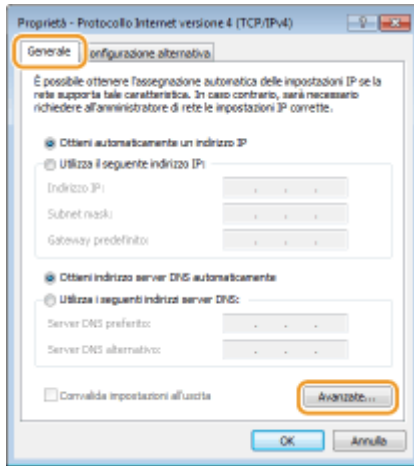 Proprietà - Protocollo Internet versione 4 (TCP/IPv4)
Generale
onfigurazione alternativa
È possibile ottenere l'assegnazione automatica delle impostazioni IP se la
rete supporta tale caratteristica. In caso contrario, sarà necessario
richiedere all'amministratore di rete le impostazioni IP corrette.
Ottieni automaticamente un indirizzo IP
Utilizza il seguente indirizzo IP:
Indirizzo IP:
Subnet mask:
Gateway predefinito:
Ottieni indirizzo server DNS automaticamente
Utilizza i seguenti indirizzi server DNS:
Server DNS preferito:
Server DNS alternativo:
Convalida impostazioni all'uscita
Avanzate...
OK
Annulla